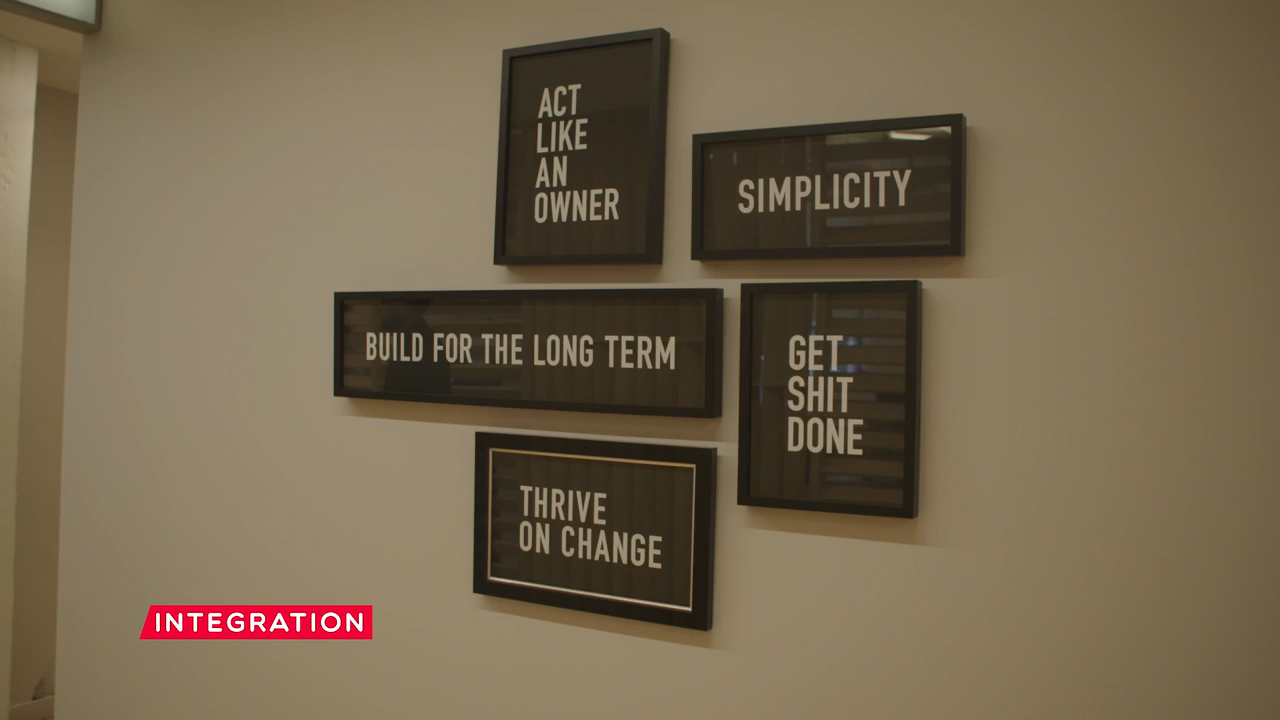 ACT
LIKE
AN
OWNER
SIMPLICITY
BUILD FOR THE LONG TERM
GET
SHIT
DONE
THRIVE
ON CHANGE
INTEGRATION